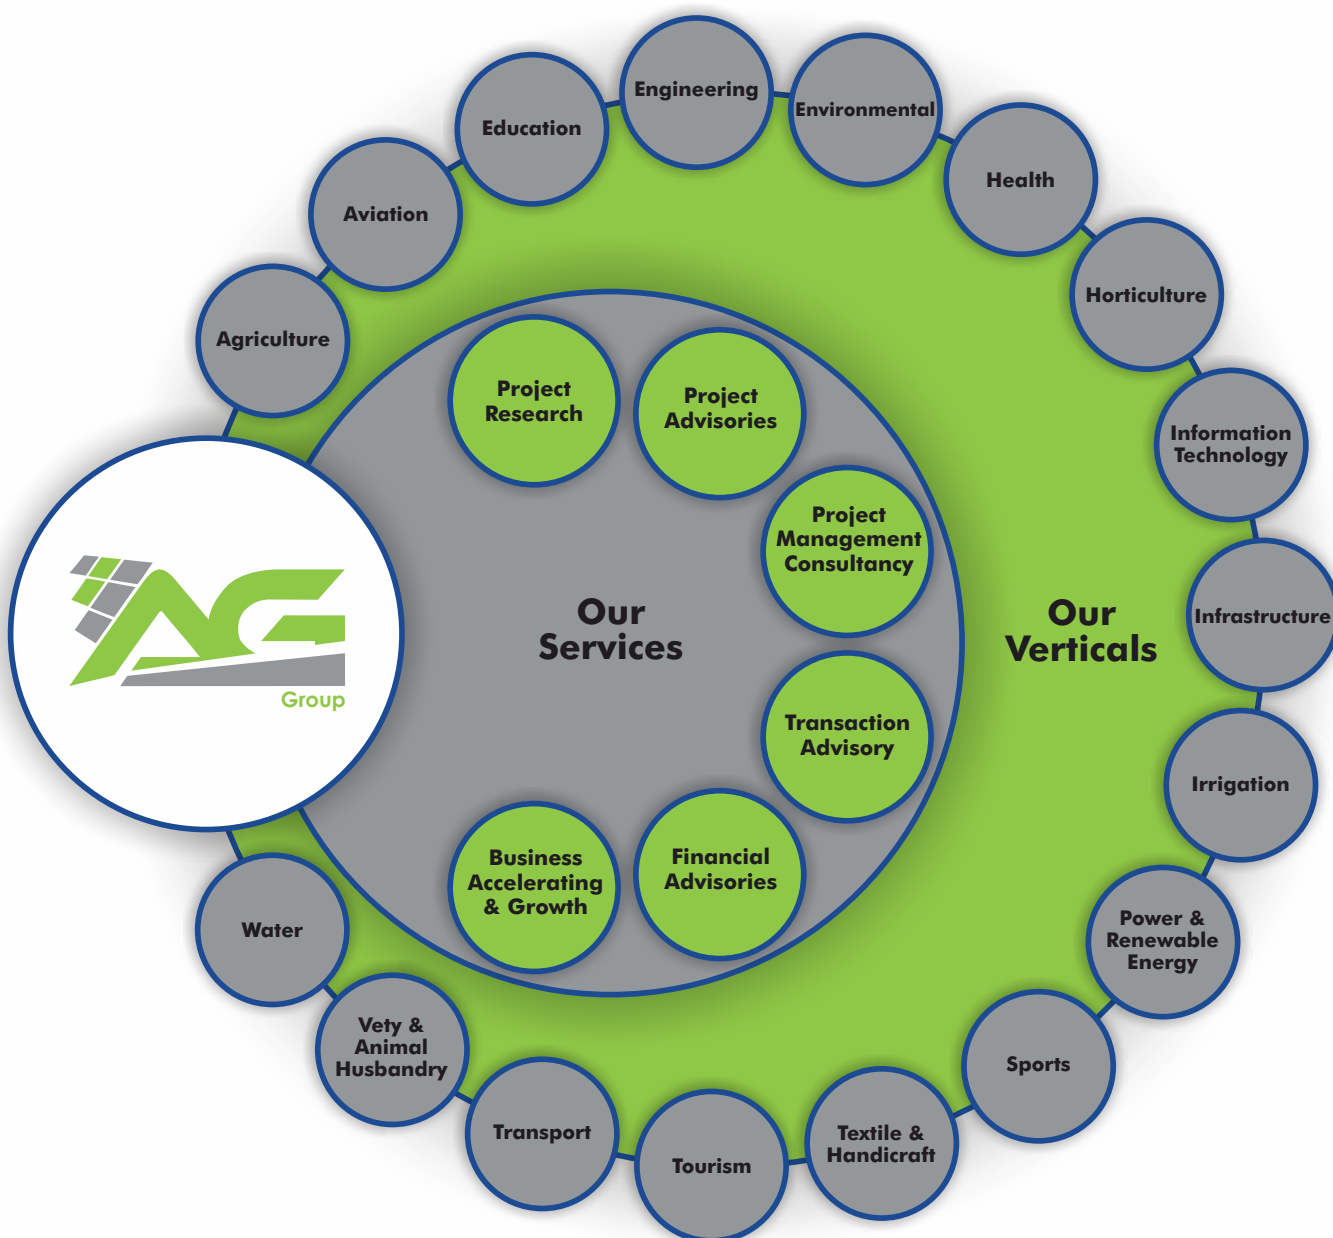 Engineering
Environmental
Education
Health
Aviation
Horticulture
Agriculture
Project
Research
Project
Advisories
Information
Technology
Project
Management
Consultancy
AG
Group
Our
Services
Our
Verticals
Infrastructure
Transaction
Advisory
Irrigation
Business
Accelerating
& Growth
Financial
Advisories
Water
Power &
Renewable
Energy
Vety &
Animal
Husbandry
Sports
Transport
Tourism
Textile &
Handicraft